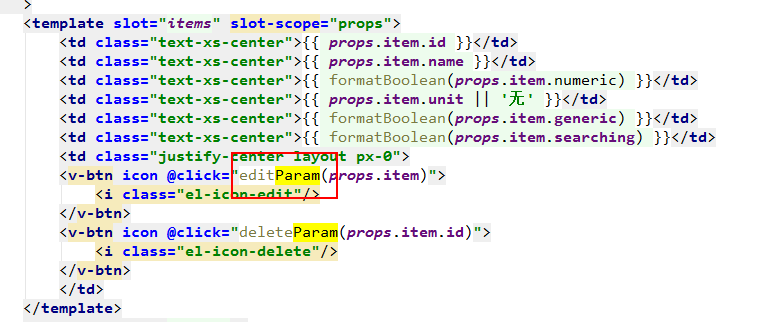 >
<template slot="items" slot-scope="props">
<td class="text-xs-center">{{ props.item.id }}</td>
<td class="text-xs-center">{{ props.item.name }}</td>
<td class="text-xs-center">{{ formatBoolean(props.item.numeric) }}</td>
<td class="text-xs-center">{{ props.item.unit || '无' }}</td>
<td class="text-xs-center">{{ formatBoolean(props.item.generic) }}</td>
<td class="text-xs-center">{{ formatBoolean(props.item.searching) }}</td>
<td class="justify-center layout px-0">
<v-btn icon @click="editParam(props.item)">
<i class="el-icon-edit"/>
</v-btn>
<v-btn icon @click="deleteParam(props.item.id)">
<i class="el-icon-delete"/>
</v-btn>
</td>
</template>